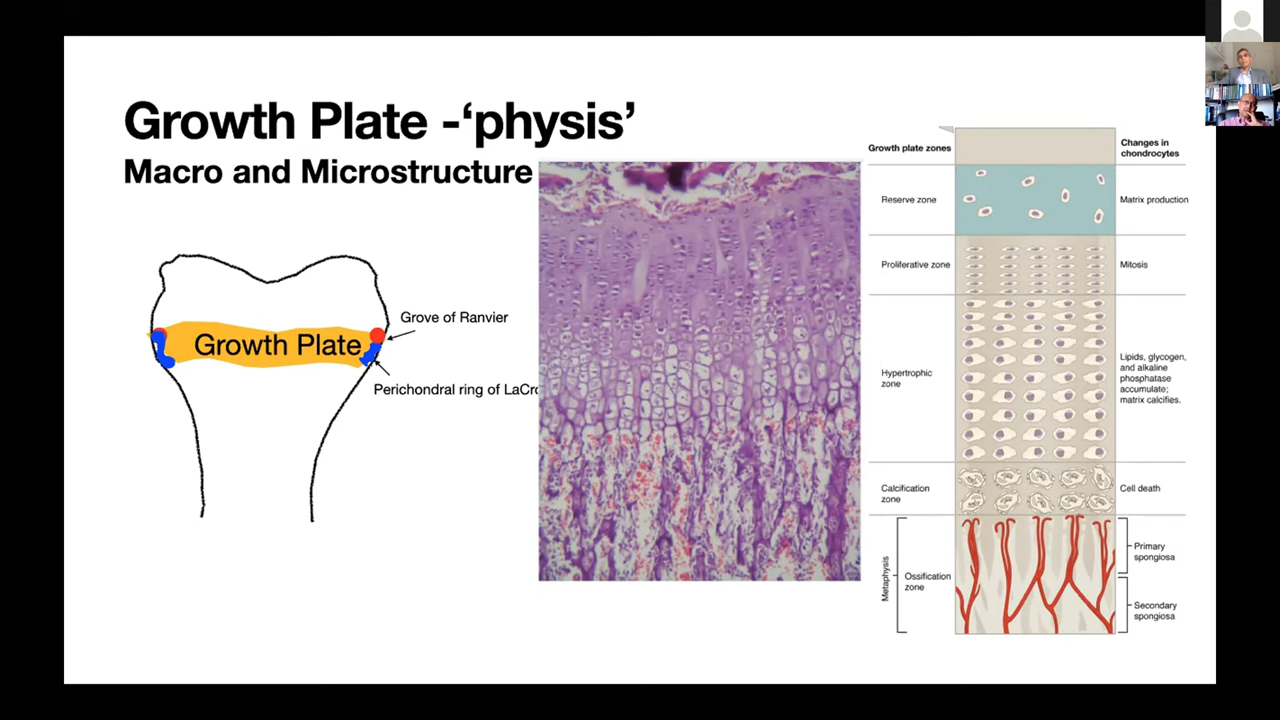 Growth Plate -‘physis’
Macro and Microstructure
Growth Plate
Grove of Ranvier
Perichondral ring of
Growth plate zones
Changes in
chondrocytes
Reserve zone
Matrix production
Proliferative zone
Mitosis
Hypertrophic
zone
Lipids, glycogen,
and alkaline
phosphatase
accumulate;
matrix calcifies.
Calcification
zone
Cell death
Metaphysis
Ossification
zone
Primary
spongiosa
Secondary
spongiosa